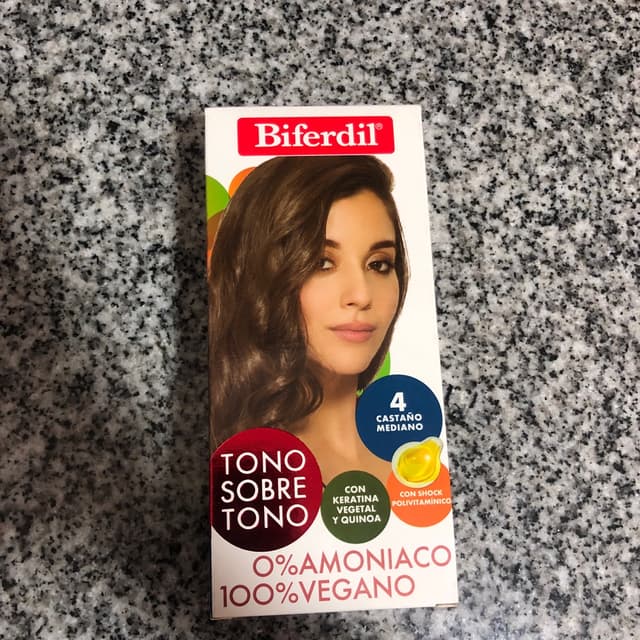 Biferdil®
4
CASTAÑO
MEDIANO
TONO
SOBRE
TONO
CON
KERATINA
VEGETAL
Y QUINOA
CON SHOCK
POLIVITAMÍNICO
0%AMONIACO
100%VEGANO